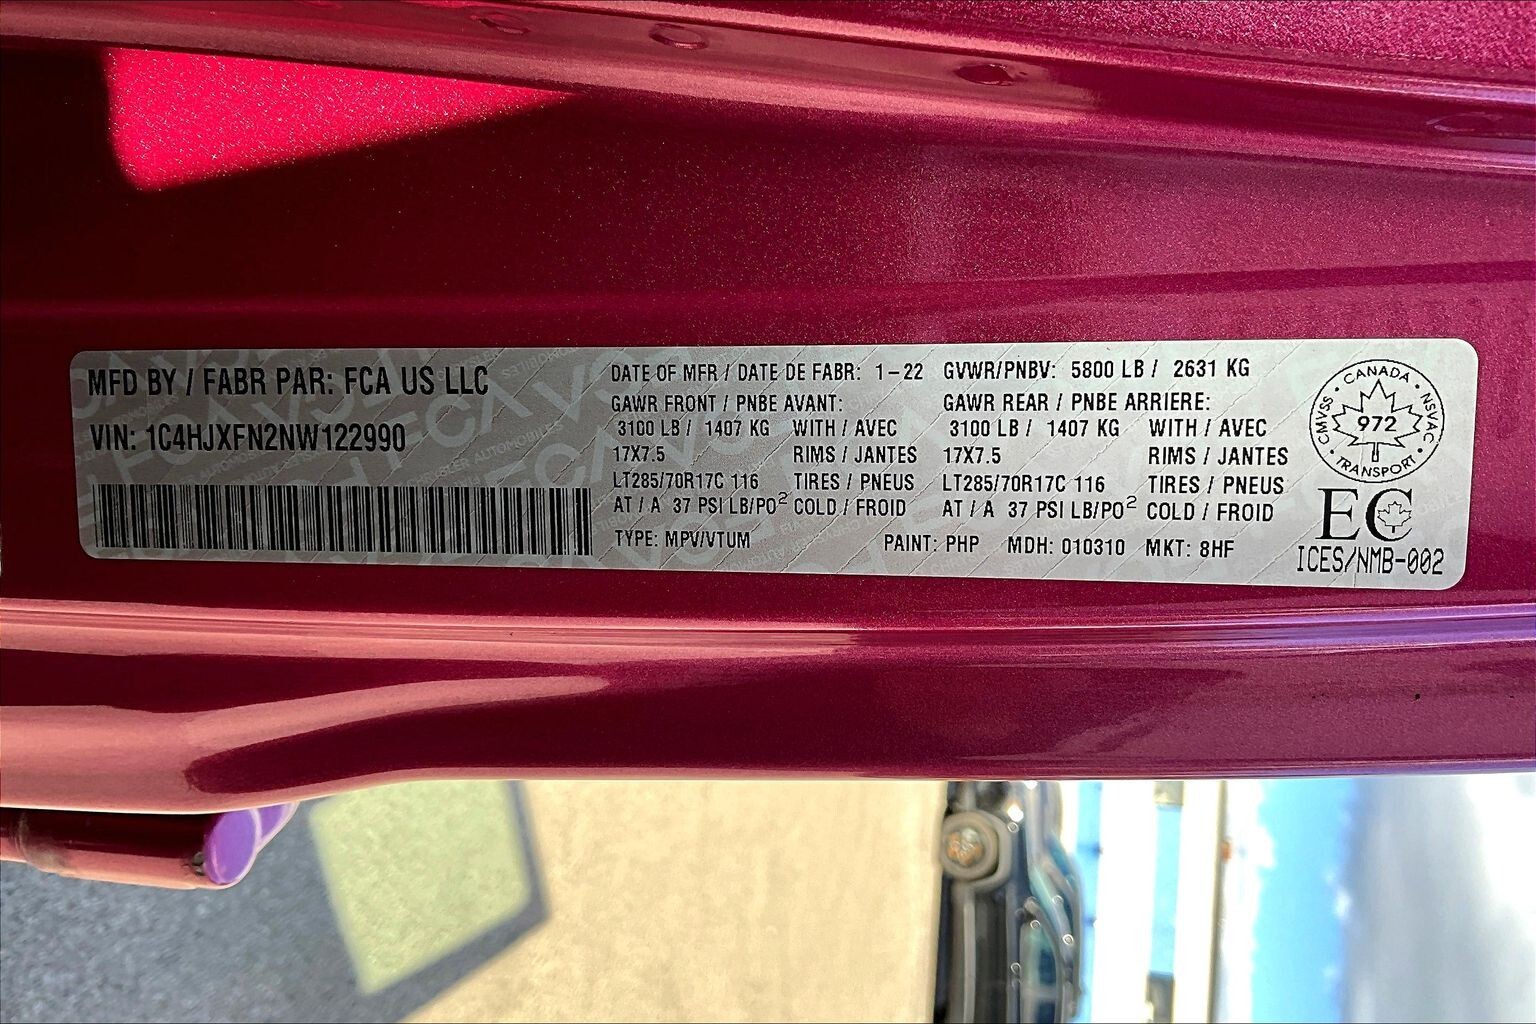 MFD BY / FABR PAR: FCA US LLC
VIN: 1C4HJXFN2NW122990
DATE OF MFR / DATE DE FABR: 1-22 GVWR/PNBV: 5800 LB / 2631 KG
GAWR FRONT / PNBE AVANT: GAWR REAR / PNBE ARRIERE:
3100 LB / 1407 KG WITH / AVEC 3100 LB / 1407 KG WITH / AVEC
17X7.5 RIMS / JANTES 17X7.5 RIMS / JANTES
LT285/70R17C 116 TIRES / PNEUS LT285/70R17C 116 TIRES / PNEUS
AT / A 37 PSI LB/PO² COLD / FROID AT / A 37 PSI LB/PO² COLD / FROID
TYPE: MPV/VTUM PAINT: PHP MDH: 010310 MKT: 8HF
CANADA
CMVSS 972 NSVAC
TRANSPORT
EC
ICES/NMB-002